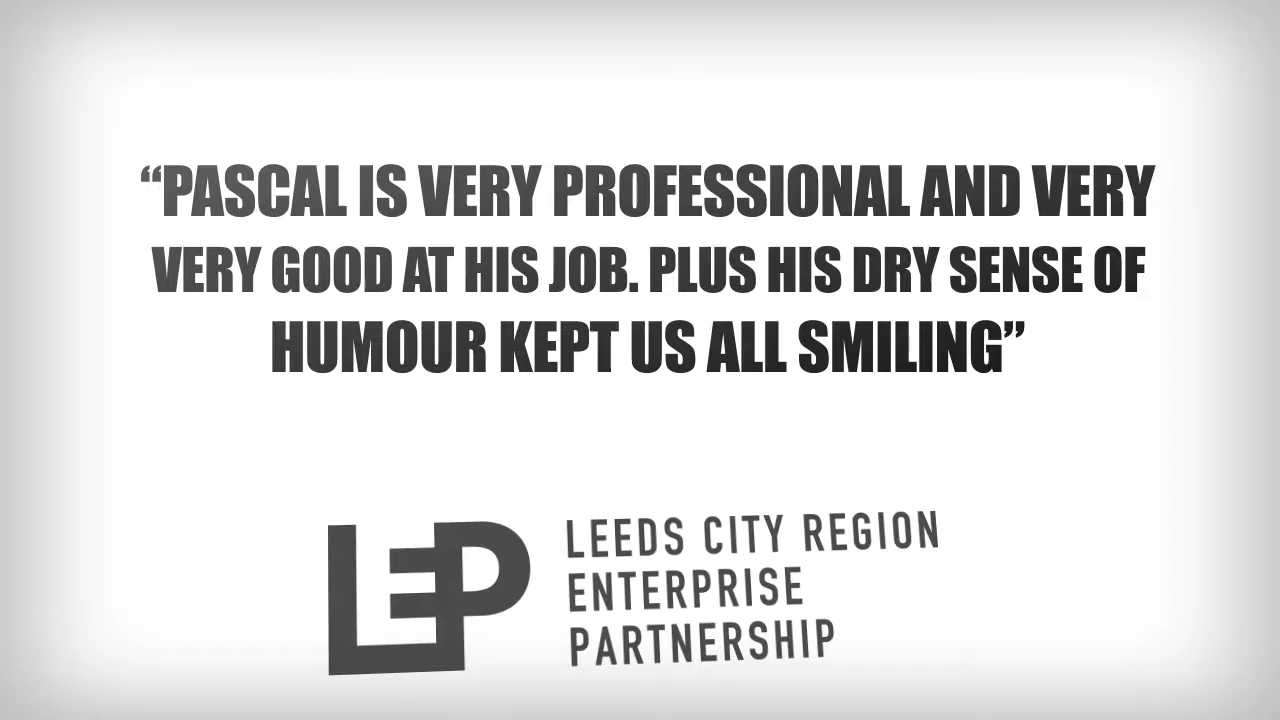 “PASCAL IS VERY PROFESSIONAL AND VERY
VERY GOOD AT HIS JOB. PLUS HIS DRY SENSE OF
HUMOUR KEPT US ALL SMILING”
LEP
LEEDS CITY REGION
ENTERPRISE
PARTNERSHIP